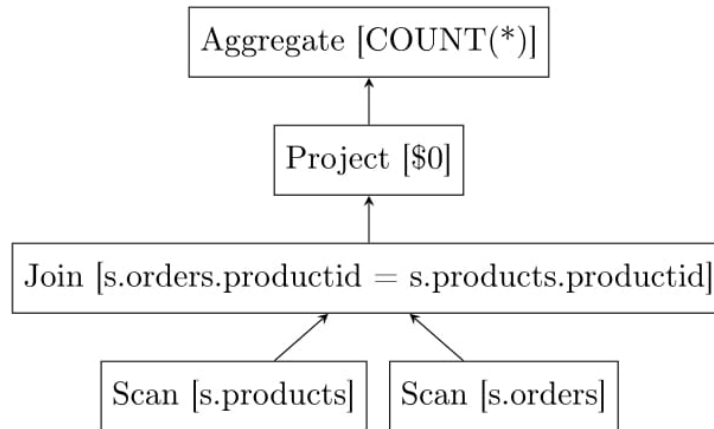 Aggregate [COUNT(*)]
Project [$0]
Join [s.orders.productid = s.products.productid]
Scan [s.products]
Scan [s.orders]